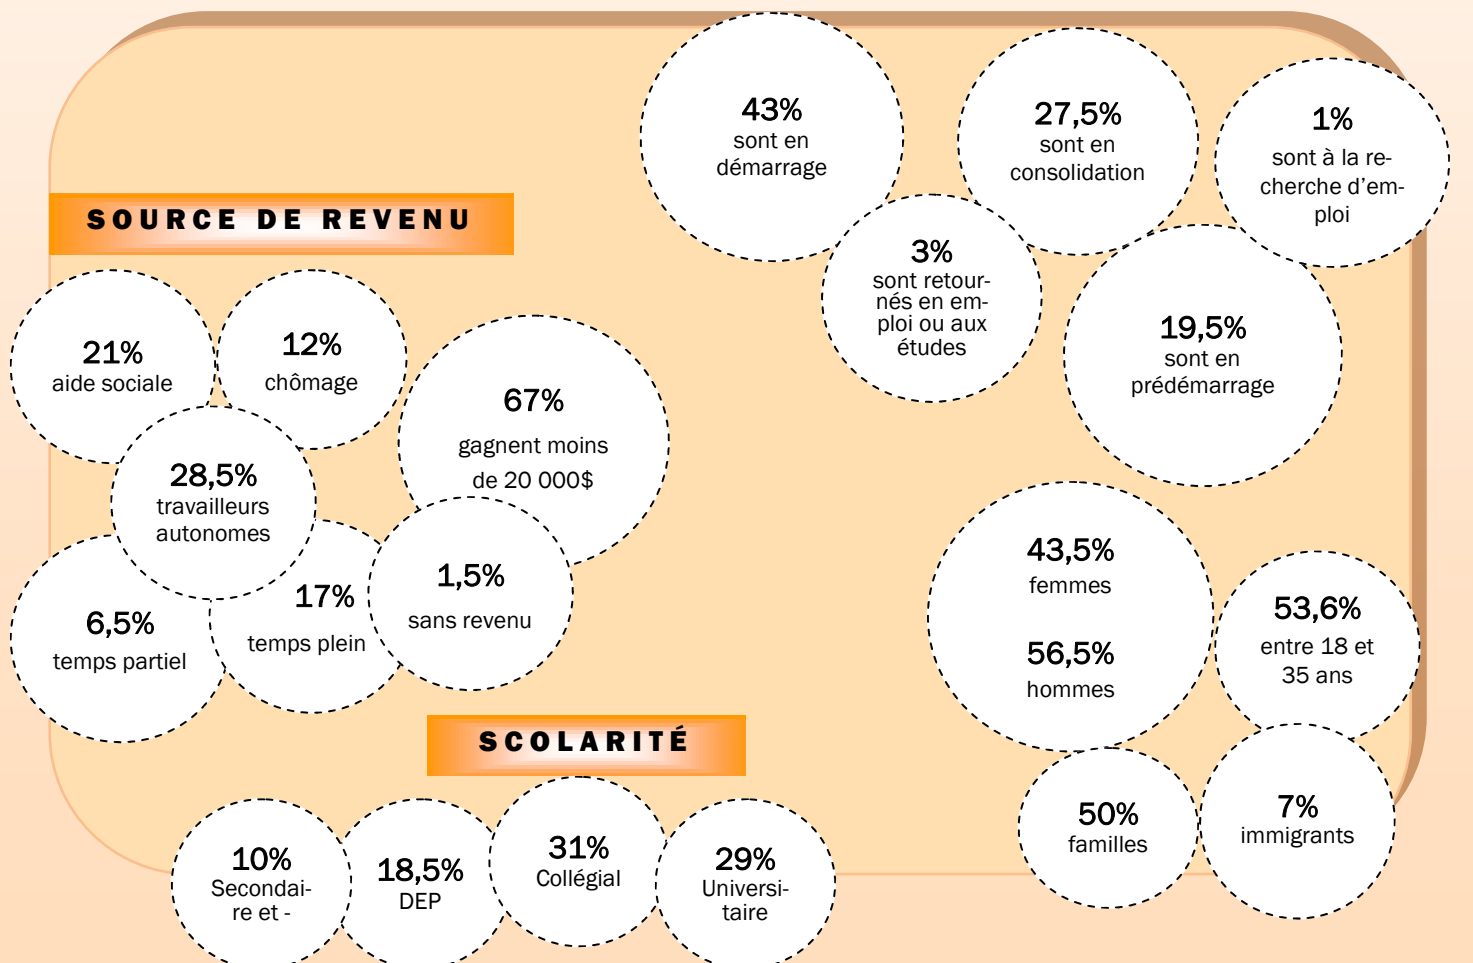 43%
sont en
démarrage
27,5%
sont en
consolidation
1%
sont à la re-
cherche d'em-
ploi
3%
sont retour-
nés en em-
ploi ou aux
études
19,5%
sont en
prédémarrage
SOURCE DE REVENU
21%
aide sociale
12%
chômage
67%
gagnent moins
de 20 000$
28,5%
travailleurs
autonomes
6,5%
temps partiel
17%
temps plein
1,5%
sans revenu
43,5%
femmes
56,5%
hommes
53,6%
entre 18 et
35 ans
50%
familles
7%
immigrants
SCOLARITÉ
10%
Secondai-
re et -
18,5%
DEP
31%
Collégial
29%
Universi-
taire